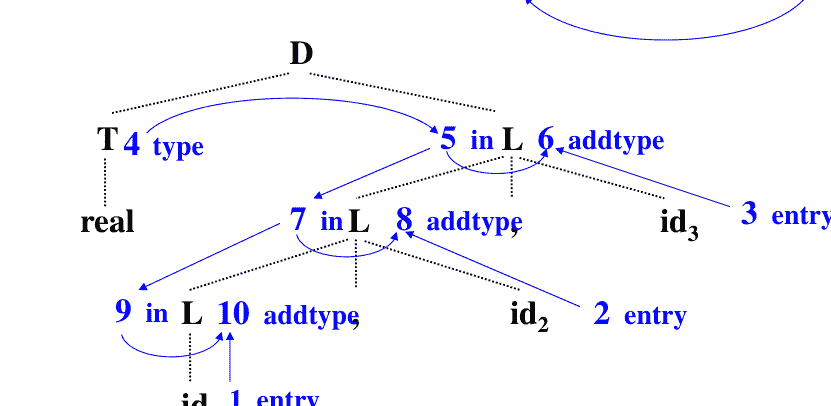 D
T 4 type 5 in L 6 addtype
real 7 in L 8 addtype , id3 3 entry
9 in L 10 addtype , id2 2 entry
id 1 entry